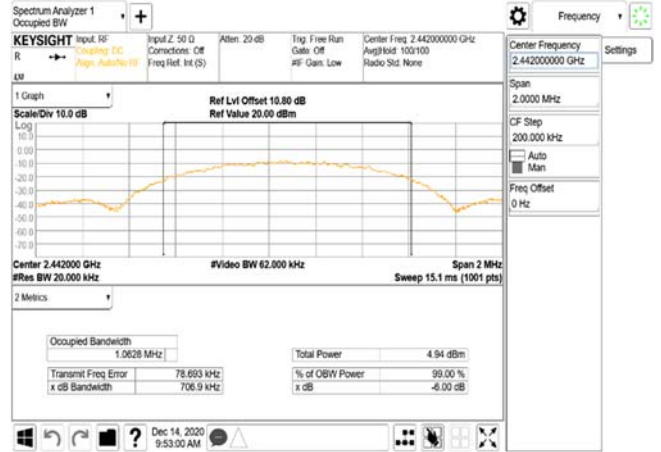 Spectrum Analyzer 1
Occupied BW
Frequency
KEYSIGHT
R
Input: RF
Coupling: DC
Align: Auto/No RF
Input Z: 50 Ω
Corrections: Off
Freq Ref: Int (S)
Atten: 20 dB
Trig: Free Run
Gate: Off
#IF Gain: Low
Center Freq: 2.442000000 GHz
Avg|Hold: 100/100
Radio Std: None
Center Frequency
2.442000000 GHz
Settings
Span
2.0000 MHz
CF Step
200.000 kHz
Auto
Man
Freq Offset
0 Hz
1 Graph
Scale/Div 10.0 dB
Ref Lvl Offset 10.80 dB
Ref Value 20.00 dBm
Log
10.0
0.00
-10.0
-20.0
-30.0
-40.0
-50.0
-60.0
-70.0
Center 2.442000 GHz
#Res BW 20.000 kHz
#Video BW 62.000 kHz
Span 2 MHz
Sweep 15.1 ms (1001 pts)
2 Metrics
Occupied Bandwidth
1.0628 MHz
Transmit Freq Error 78.693 kHz
x dB Bandwidth 706.9 kHz
Total Power 4.94 dBm
% of OBW Power 99.00 %
x dB -6.00 dB
?
Dec 14, 2020
9:53:00 AM